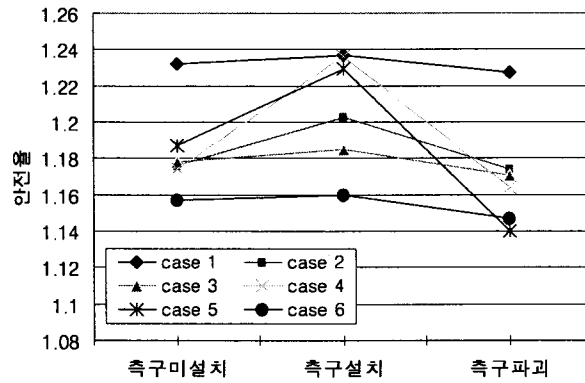 1.26
1.24
1.22
1.2
1.18
1.16
1.14
1.12
1.1
1.08
안전율
case 1
case 2
case 3
case 4
case 5
case 6
측구미설치
측구설치
측구파괴